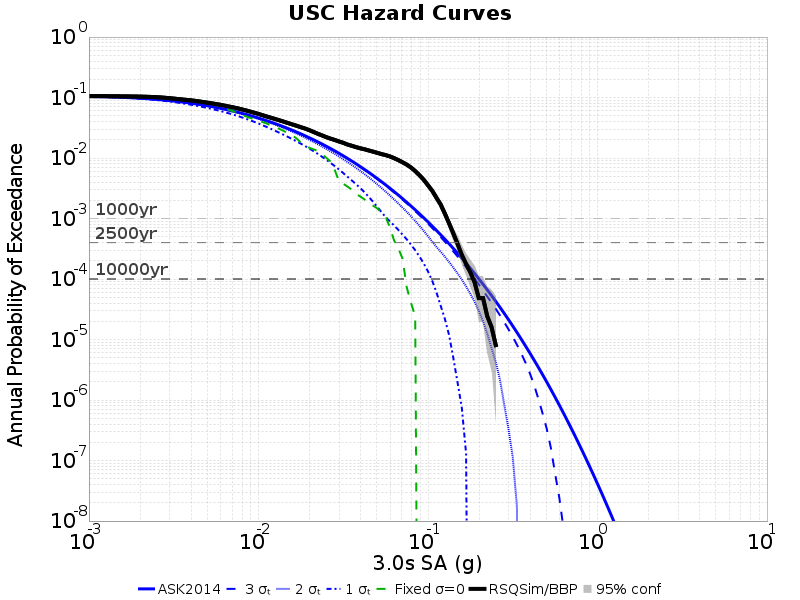 USC Hazard Curves
Annual Probability of Exceedance
10^0
10^-1
10^-2
10^-3
10^-4
10^-5
10^-6
10^-7
10^-8
1000yr
2500yr
10000yr
10^-3 10^-2 10^-1 10^0 10^1
3.0s SA (g)
ASK2014 3 σₜ 2 σₜ 1 σₜ Fixed σ=0 RSQSim/BBP 95% conf